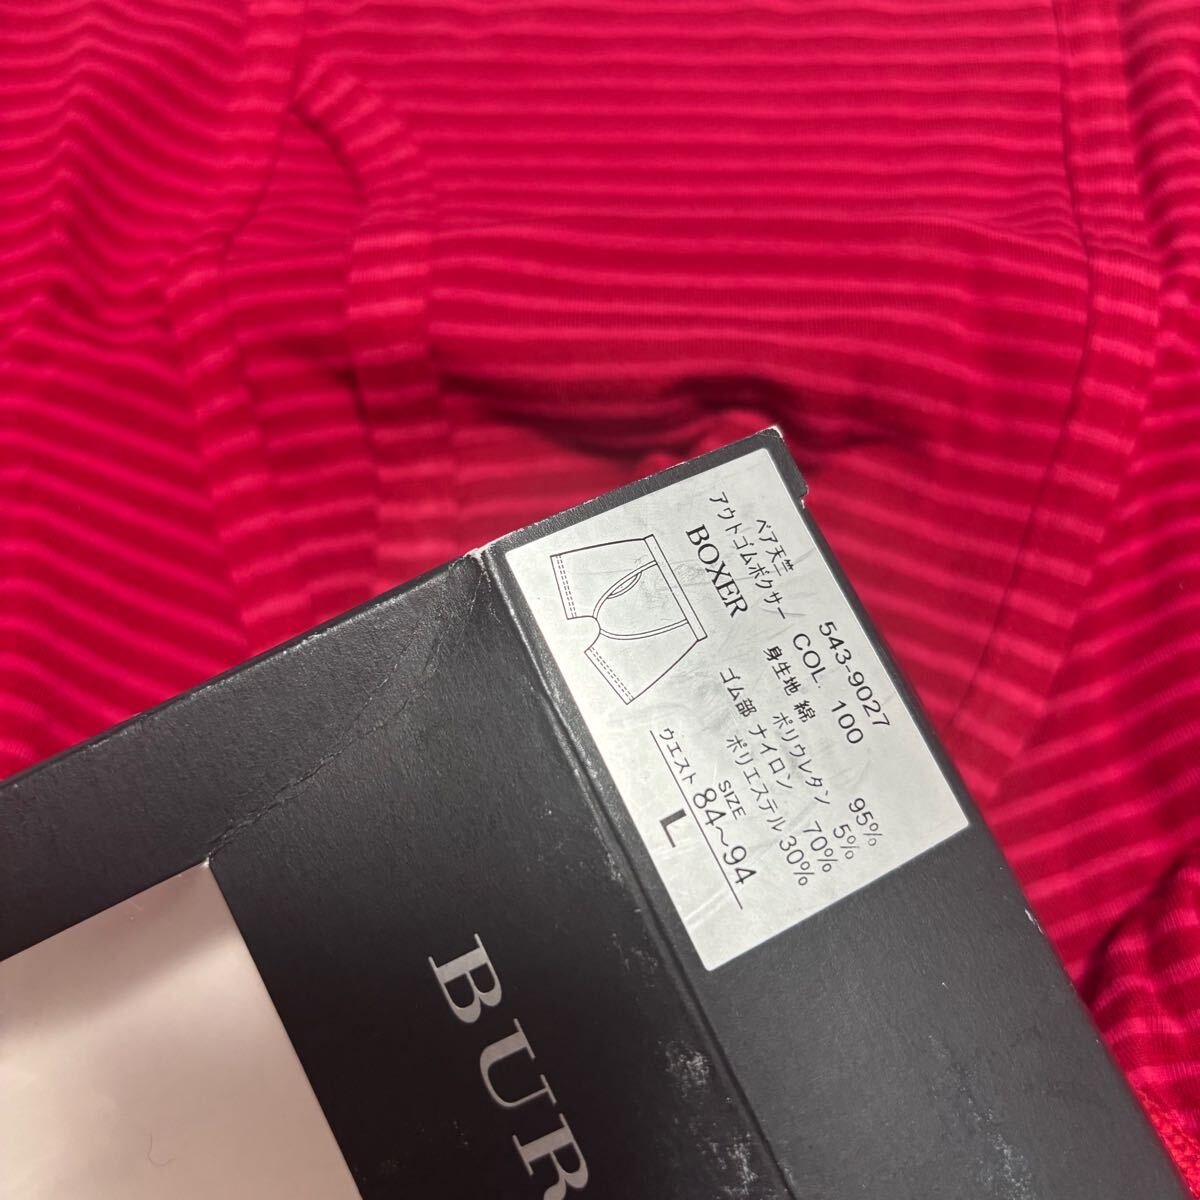 ベア天竺
アウトゴムボクサー
BOXER
543-9027
COL. 100
身生地 綿 95%
ポリウレタン 5%
ゴム部 ナイロン 70%
ポリエステル 30%
SIZE
ウエスト 84～94
L
BUR